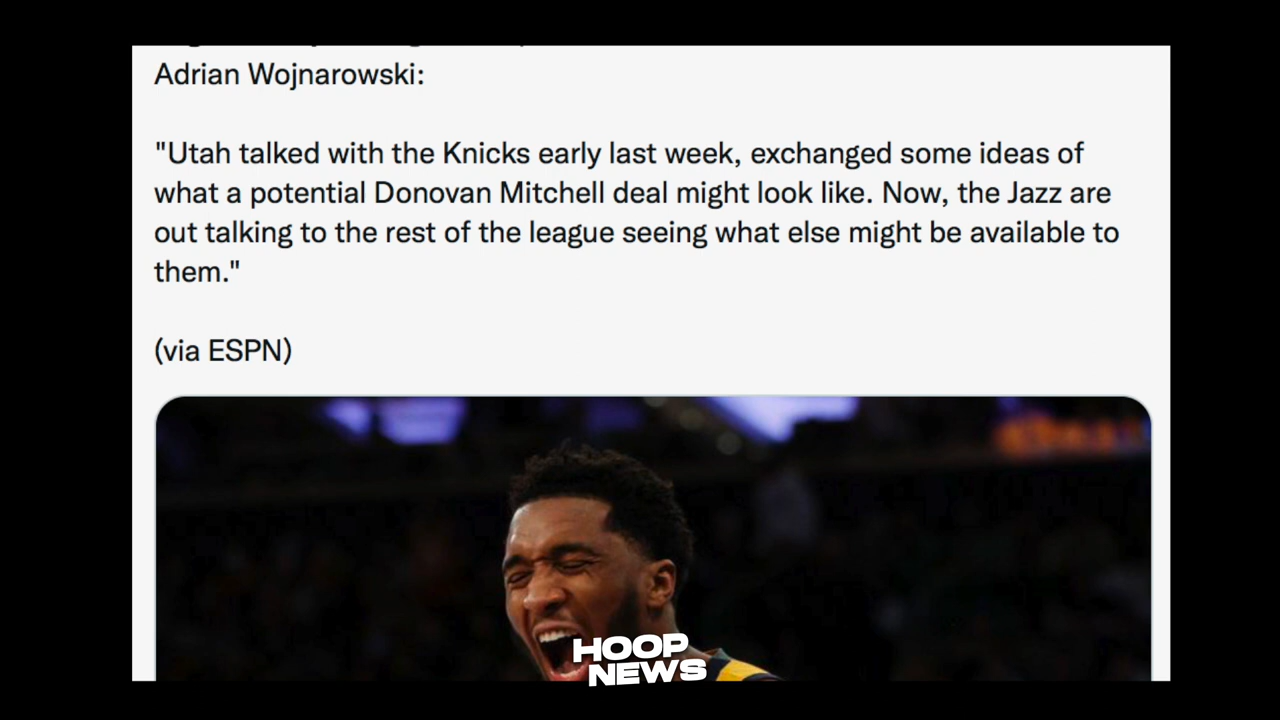 Adrian Wojnarowski:
"Utah talked with the Knicks early last week, exchanged some ideas of
what a potential Donovan Mitchell deal might look like. Now, the Jazz are
out talking to the rest of the league seeing what else might be available to
them."
(via ESPN)
HOOP
NEWS